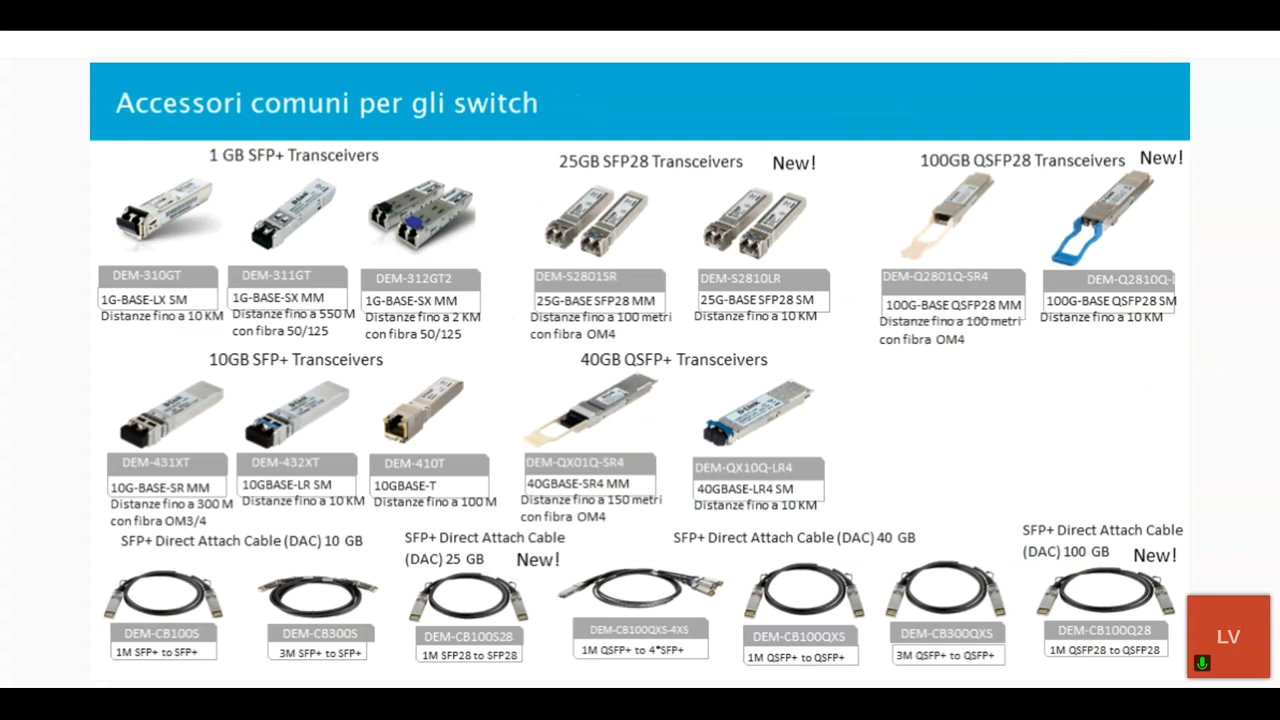 Accessori comuni per gli switch
1 GB SFP+ Transceivers
DEM-310GT
1G-BASE-LX SM
Distanze fino a 10 KM
DEM-311GT
1G-BASE-SX MM
Distanze fino a 550 M
con fibra 50/125
DEM-312GT2
1G-BASE-SX MM
Distanze fino a 2 KM
con fibra 50/125
25GB SFP28 Transceivers New!
DEM-S2801SR
25G-BASE SFP28 MM
Distanze fino a 100 metri
con fibra OM4
DEM-S2810LR
25G-BASE SFP28 SM
Distanze fino a 10 KM
100GB QSFP28 Transceivers New!
DEM-Q2801Q-SR4
100G-BASE QSFP28 MM
Distanze fino a 100 metri
con fibra OM4
DEM-Q2810Q-L
100G-BASE QSFP28 SM
Distanze fino a 10 KM
10GB SFP+ Transceivers
DEM-431XT
10G-BASE-SR MM
Distanze fino a 300 M
con fibra OM3/4
DEM-432XT
10GBASE-LR SM
Distanze fino a 10 KM
DEM-410T
10GBASE-T
Distanze fino a 100 M
40GB QSFP+ Transceivers
DEM-QX01Q-SR4
40GBASE-SR4 MM
Distanze fino a 150 metri
con fibra OM4
D-Link
DEM-QX10Q-LR4
40GBASE-LR4 SM
Distanze fino a 10 KM
SFP+ Direct Attach Cable (DAC) 10 GB
DEM-CB100S
1M SFP+ to SFP+
DEM-CB300S
3M SFP+ to SFP+
SFP+ Direct Attach Cable
(DAC) 25 GB New!
DEM-CB100S28
1M SFP28 to SFP28
SFP+ Direct Attach Cable (DAC) 40 GB
DEM-CB100QXS-4XS
1M QSFP+ to 4*SFP+
DEM-CB100QXS
1M QSFP+ to QSFP+
DEM-CB300QXS
3M QSFP+ to QSFP+
SFP+ Direct Attach Cable
(DAC) 100 GB New!
DEM-CB100Q28
1M QSFP28 to QSFP28
LV